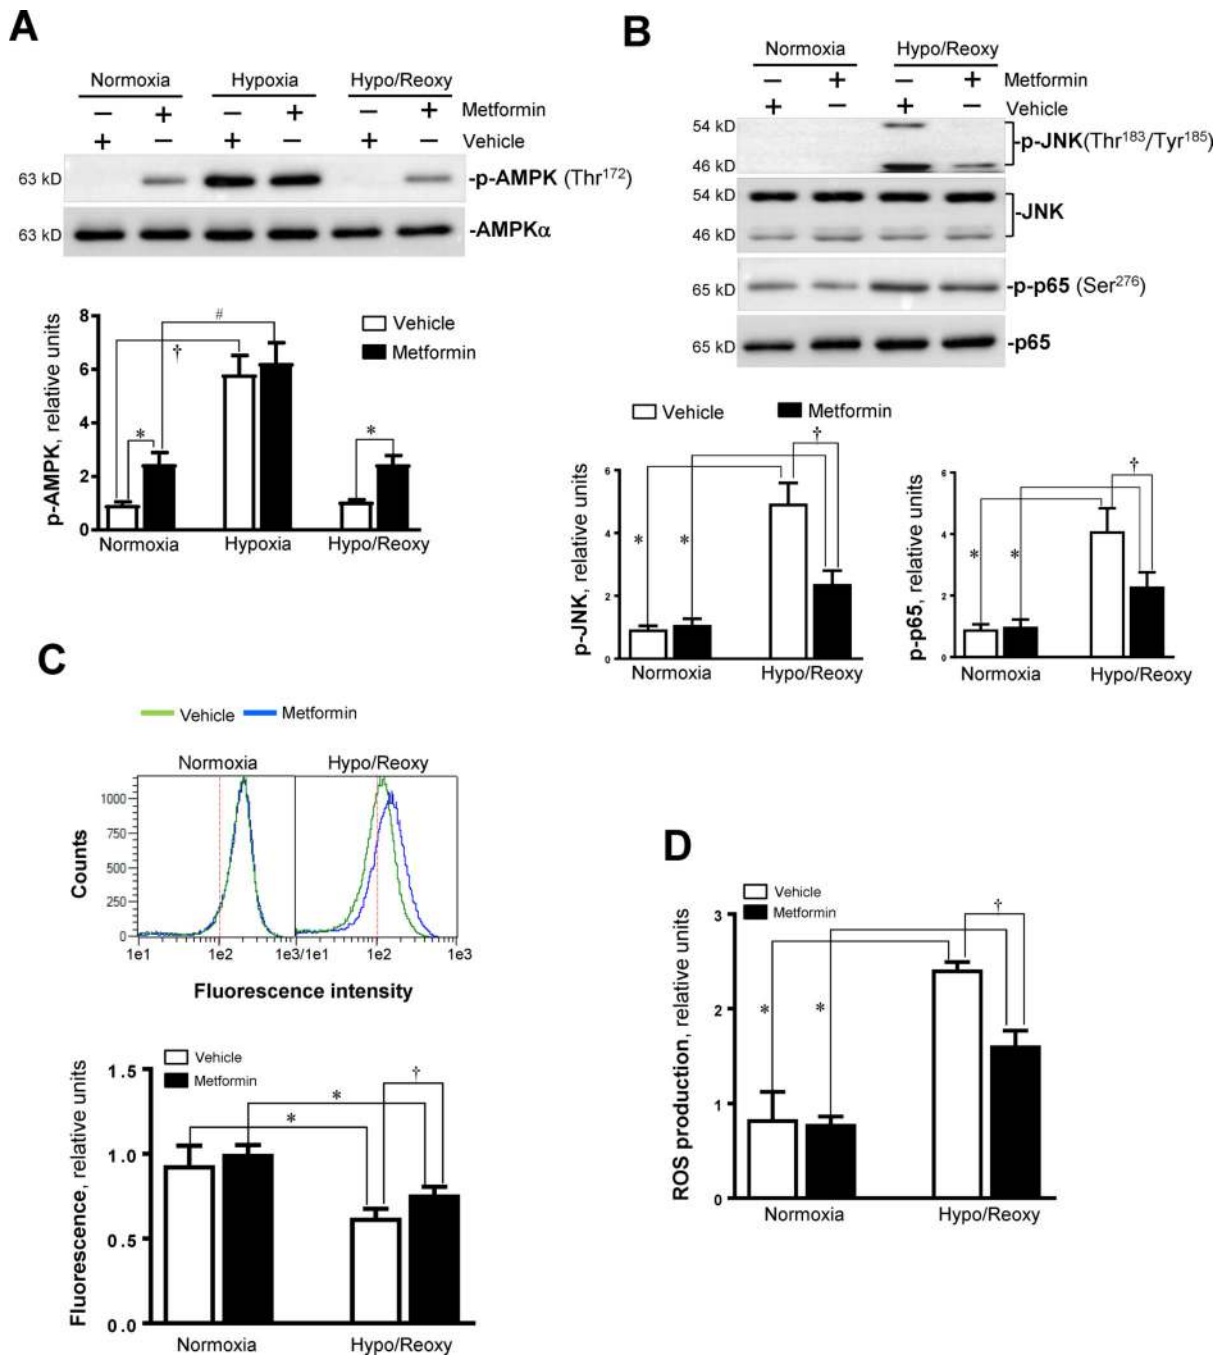 A
Normoxia Hypoxia Hypo/Reoxy
− + − + − + Metformin
+ − + − + − Vehicle
63 kD -p-AMPK (Thr172)
63 kD -AMPKα
p-AMPK, relative units
8
6
4
2
0
#
†
*
*
Vehicle
Metformin
Normoxia Hypoxia Hypo/Reoxy
B
Normoxia Hypo/Reoxy
− + − + Metformin
+ − + − Vehicle
54 kD
46 kD
-p-JNK(Thr183/Tyr185)
54 kD
46 kD
-JNK
65 kD -p-p65 (Ser276)
65 kD -p65
Vehicle Metformin
p-JNK, relative units
6
4
2
0
†
* *
Normoxia Hypo/Reoxy
p-p65, relative units
6
4
2
0
†
* *
Normoxia Hypo/Reoxy
C
Vehicle Metformin
Normoxia Hypo/Reoxy
Counts
1000
750
500
250
0
1e1 1e2 1e3/1e1 1e2 1e3
Fluorescence intensity
Vehicle
Metformin
Fluorescence, relative units
1.5
1.0
0.5
0.0
†
*
*
Normoxia Hypo/Reoxy
D
Vehicle
Metformin
ROS production, relative units
3
2
1
0
†
* *
Normoxia Hypo/Reoxy